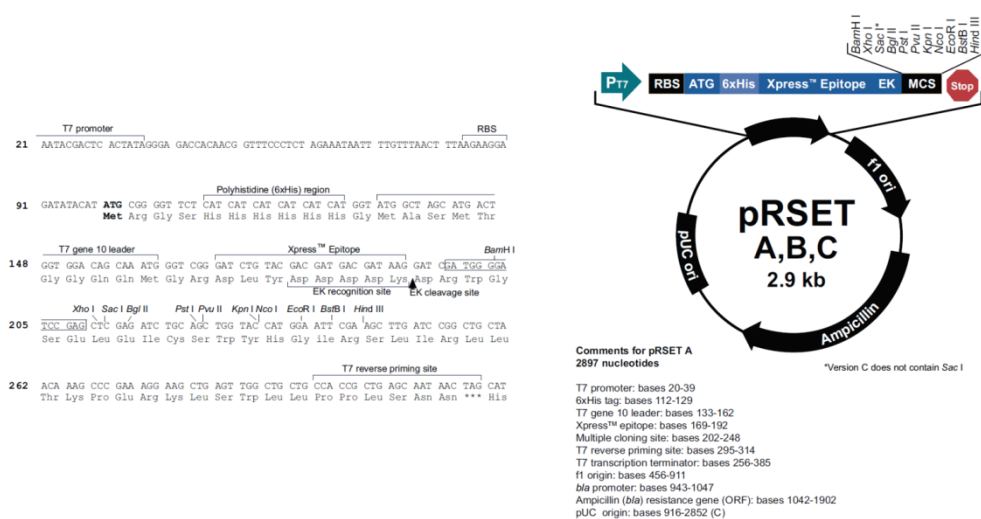 T7 promoter RBS
21 AATACGACTC ACTATAGGGA GACCACAACG GTTTCCCTCT AGAAATAATT TTGTTTAACT TTAAGAAGGA
Polyhistidine (6xHis) region
91 GATATACAT ATG CGG GGT TCT CAT CAT CAT CAT CAT CAT GGT ATG GCT AGC ATG ACT
Met Arg Gly Ser His His His His His His Gly Met Ala Ser Met Thr
T7 gene 10 leader Xpress™ Epitope BamH I
148 GGT GGA CAG CAA ATG GGT CGG GAT CTG TAC GAC GAT GAC GAT AAG GAT CGA TGG GGA
Gly Gly Gln Gln Met Gly Arg Asp Leu Tyr Asp Asp Asp Asp Lys Asp Arg Trp Gly
EK recognition site EK cleavage site
Xho I Sac I Bgl II Pst I Pvu II Kpn I Nco I EcoR I BstB I Hind III
205 TCC GAG CTC GAG ATC TGC AGC TGG TAC CAT GGA ATT CGA AGC TTG ATC CGG CTG CTA
Ser Glu Leu Glu Ile Cys Ser Trp Tyr His Gly ile Arg Ser Leu Ile Arg Leu Leu
T7 reverse priming site
262 ACA AAG CCC GAA AGG AAG CTG AGT TGG CTG CTG CCA CCG CTG AGC AAT AAC TAG CAT
Thr Lys Pro Glu Arg Lys Leu Ser Trp Leu Leu Pro Pro Leu Ser Asn Asn *** His
BamH I
Xho I
Sac I*
Bgl II
Pst I
Pvu II
Kpn I
Nco I
EcoR I
BstB I
Hind III
PT7 RBS ATG 6xHis Xpress™ Epitope EK MCS Stop
f1 ori
pRSET
A,B,C
2.9 kb
pUC ori
Ampicillin
Comments for pRSET A
2897 nucleotides
*Version C does not contain Sac I
T7 promoter: bases 20-39
6xHis tag: bases 112-129
T7 gene 10 leader: bases 133-162
Xpress™ epitope: bases 169-192
Multiple cloning site: bases 202-248
T7 reverse priming site: bases 295-314
T7 transcription terminator: bases 256-385
f1 origin: bases 456-911
bla promoter: bases 943-1047
Ampicillin (bla) resistance gene (ORF): bases 1042-1902
pUC origin: bases 916-2852 (C)